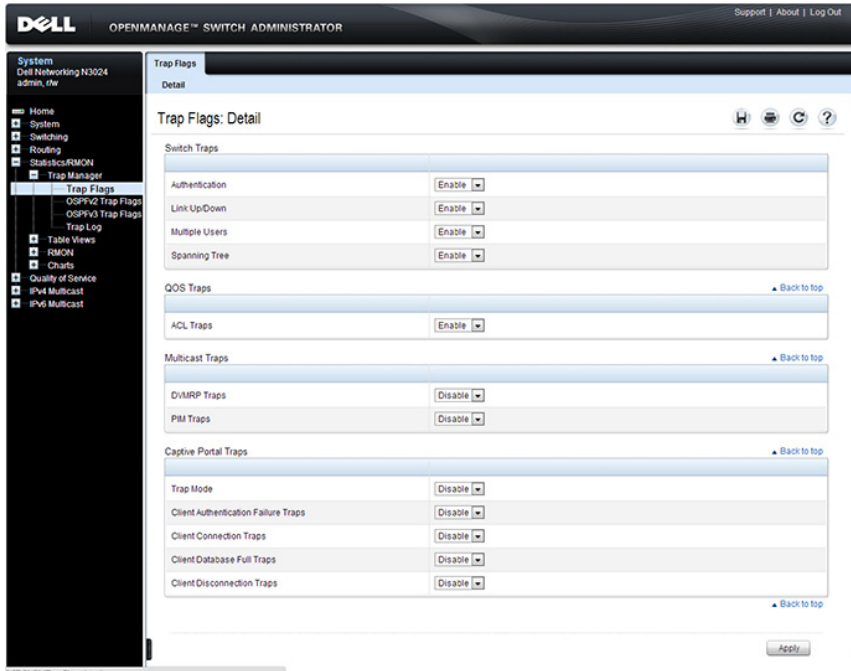 DELL
OPENMANAGE™ SWITCH ADMINISTRATOR
Support | About | Log Out
System
Dell Networking N3024
admin, r/w
Home
System
Switching
Routing
Statistics/RMON
Trap Manager
Trap Flags
OSPFv2 Trap Flags
OSPFv3 Trap Flags
Trap Log
Table Views
RMON
Charts
Quality of Service
IPv4 Multicast
IPv6 Multicast
Trap Flags
Detail
Trap Flags: Detail
Switch Traps
Authentication Enable
Link Up/Down Enable
Multiple Users Enable
Spanning Tree Enable
QOS Traps Back to top
ACL Traps Enable
Multicast Traps Back to top
DVMRP Traps Disable
PIM Traps Disable
Captive Portal Traps Back to top
Trap Mode Disable
Client Authentication Failure Traps Disable
Client Connection Traps Disable
Client Database Full Traps Disable
Client Disconnection Traps Disable
Back to top
Apply